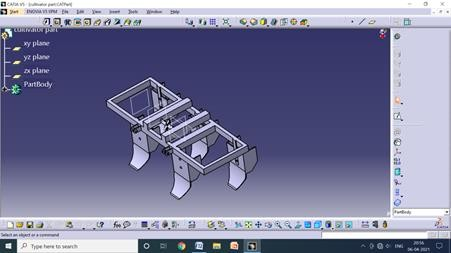 CATIA V5 - [cultivator part.CATPart]
Start ENOVIA V5 VPM File Edit View Insert Tools Window Help
cultivator part
xy plane
yz plane
zx plane
PartBody
PartBody
Select an object or a command
Type here to search
ENG
20:56
06-04-2021